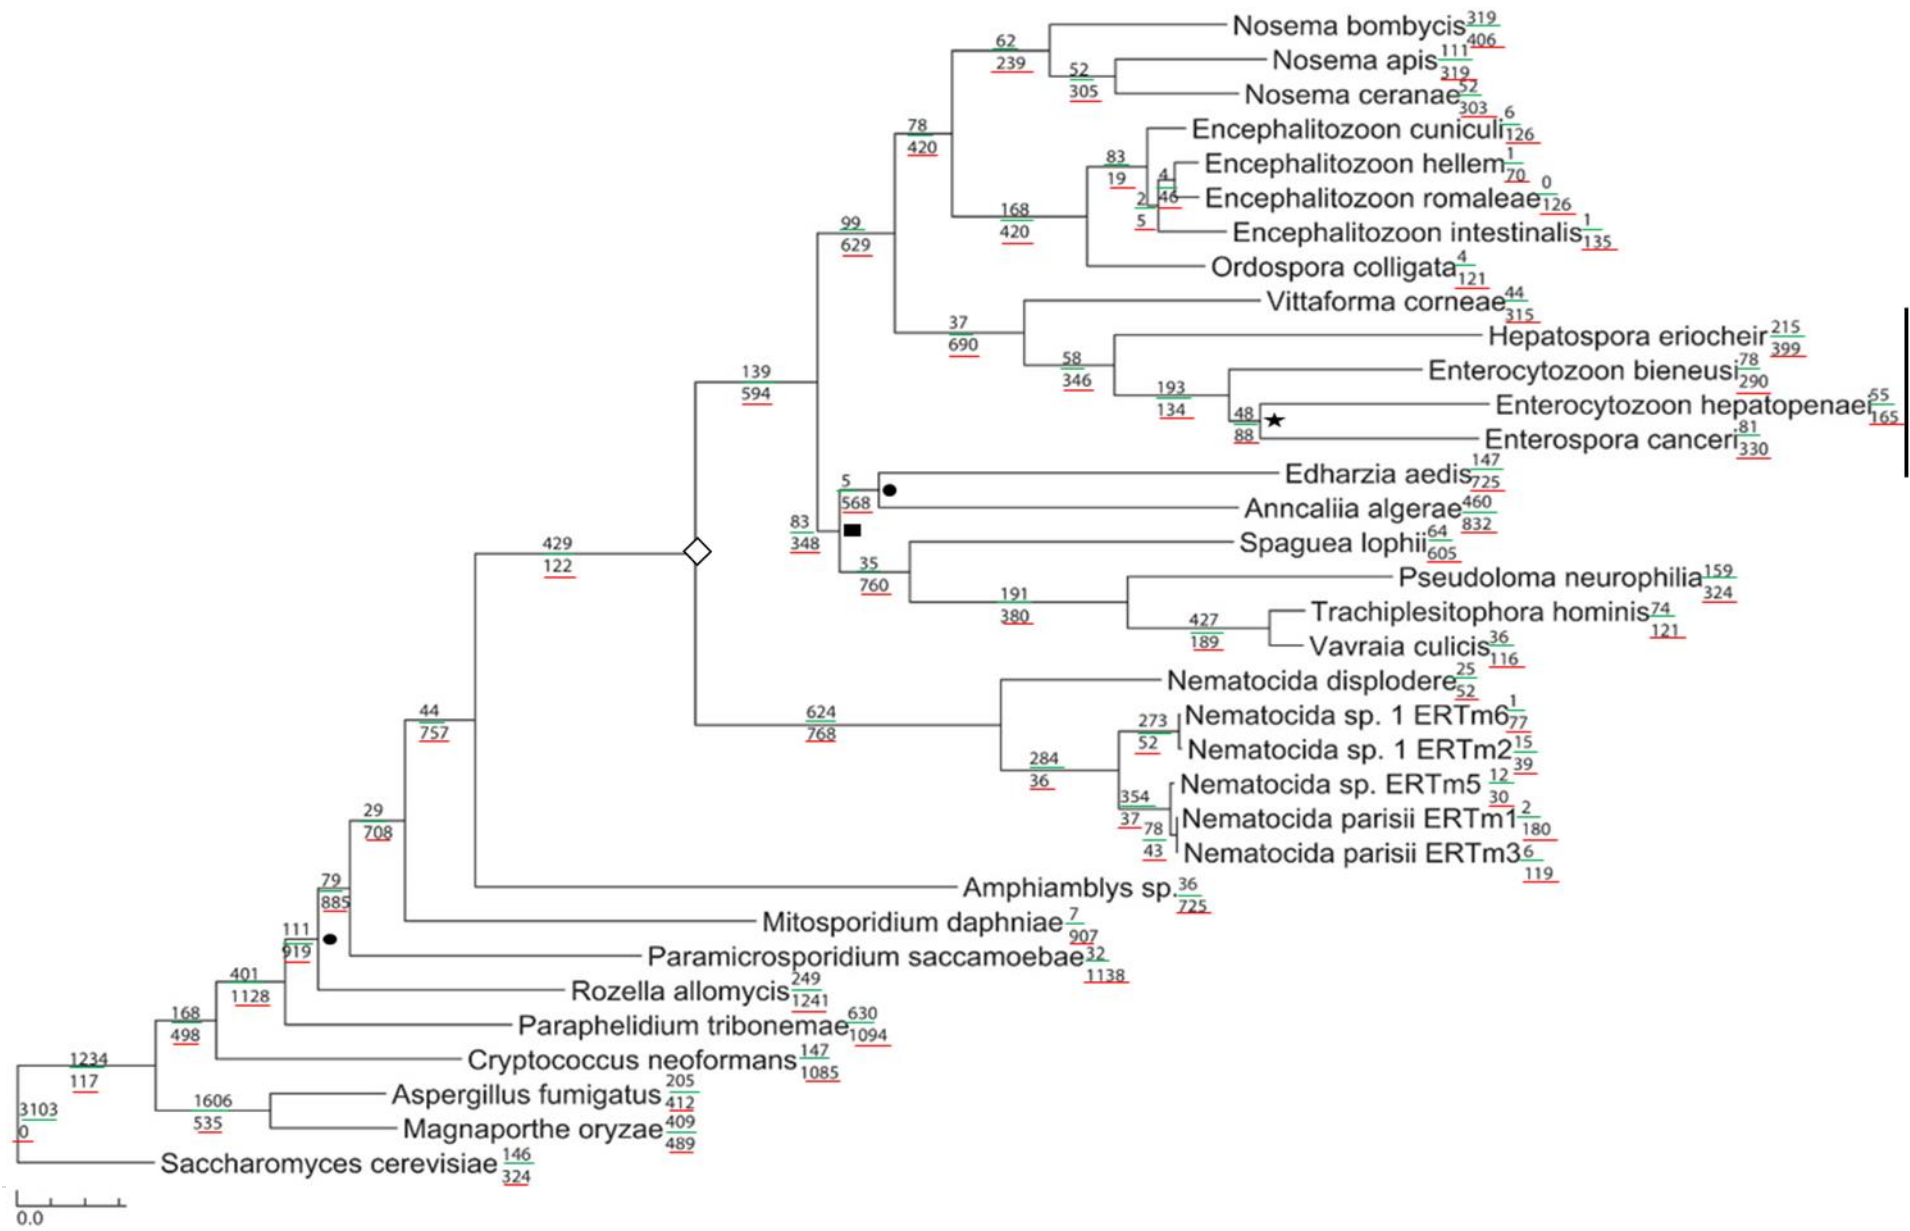 Nosema bombycis 319
406
62
239
Nosema apis 111
319
52
305
Nosema ceranae 52
303
Encephalitozoon cuniculi 6
126
78
420
83
19
Encephalitozoon hellem 1
70
4
46
Encephalitozoon romaleae 0
126
2
5
168
420
Encephalitozoon intestinalis 1
135
99
629
Ordospora colligata 4
121
Vittaforma corneae 44
315
37
690
Hepatospora eriocheir 215
399
58
346
Enterocytozoon bieneusi 78
290
139
594
193
134
Enterocytozoon hepatopenaei 55
165
48
88
Enterospora canceri 81
330
Edharzia aedis 147
725
5
568
Anncaliia algerae 460
832
83
348
Spaguea lophii 64
605
429
122
35
760
Pseudoloma neurophilia 159
324
191
380
Trachiplesitophora hominis 74
121
427
189
Vavraia culicis 36
116
Nematocida displodere 25
52
624
768
Nematocida sp. 1 ERTm6 1
77
273
52
Nematocida sp. 1 ERTm2 15
39
44
757
284
36
Nematocida sp. ERTm5 12
30
354
37
Nematocida parisii ERTm1 2
180
78
43
Nematocida parisii ERTm3 6
119
29
708
Amphiamblys sp. 36
725
79
885
Mitosporidium daphniae 7
907
111
919
Paramicrosporidium saccamoebae 32
1138
401
1128
Rozella allomycis 249
1241
168
498
Paraphelidium tribonemae 630
1094
1234
117
Cryptococcus neoformans 147
1085
Aspergillus fumigatus 205
412
3103
0
1606
535
Magnaporthe oryzae 409
489
Saccharomyces cerevisiae 146
324
0.0